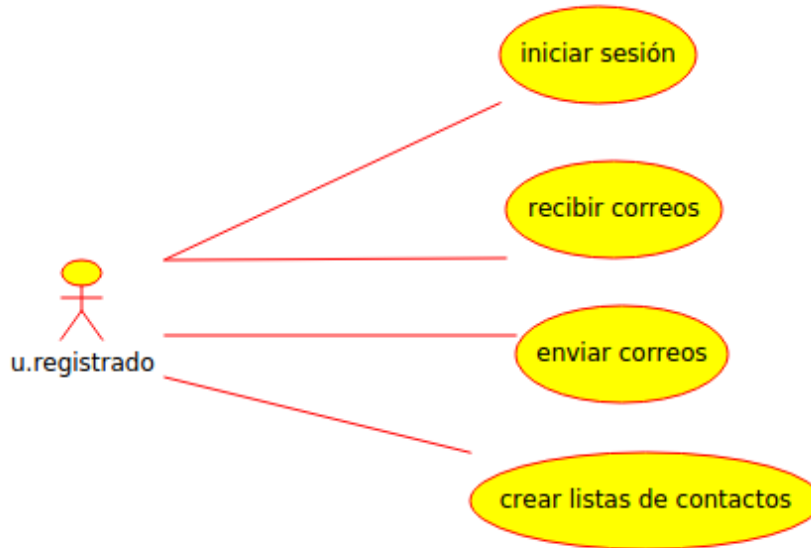 iniciar sesión
recibir correos
u.registrado
enviar correos
crear listas de contactos